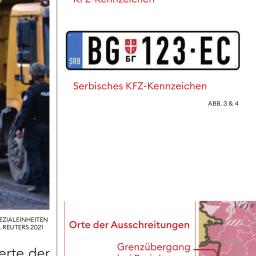 KFZ-Kennzeichen
SRB BG БГ 123-EC
Serbisches KFZ-Kennzeichen
ABB. 3 & 4
EZIALEINHEITEN
REUTERS 2021
erte der
Orte der Ausschreitungen
Grenzübergang